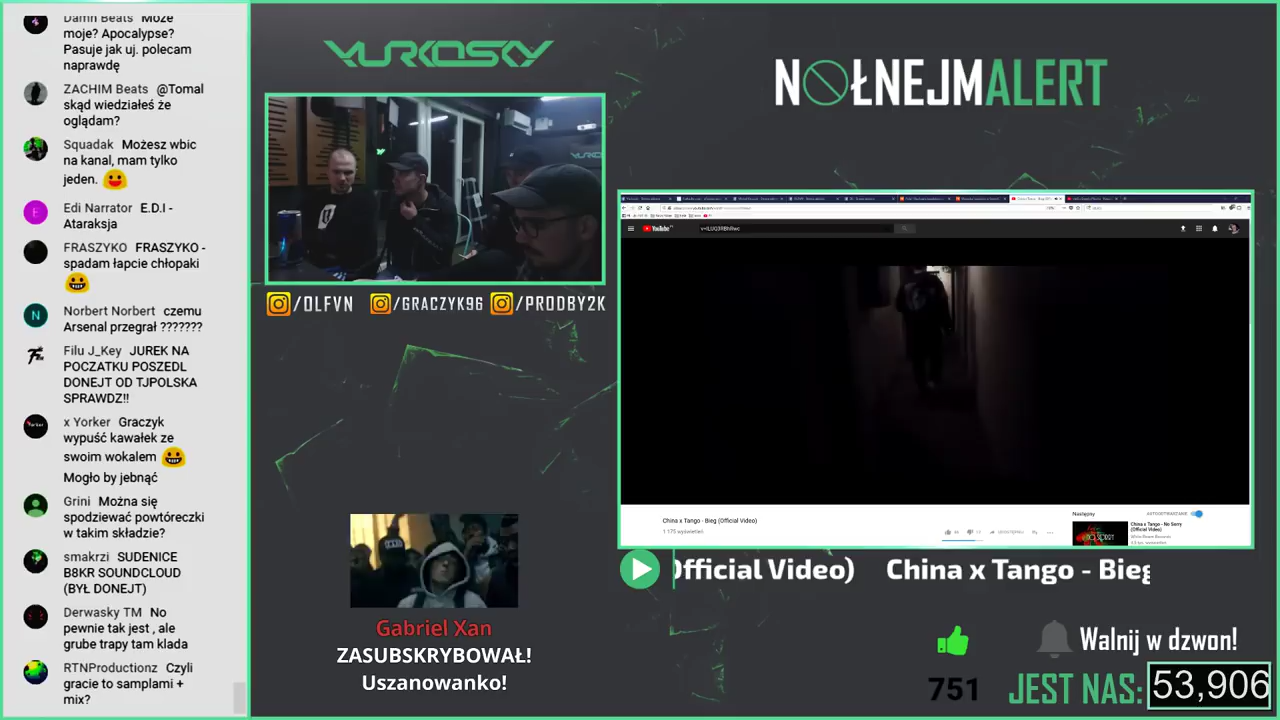 Damn Beats Może
moje? Apocalypse?
Pasuje jak uj. polecam
naprawdę
ZACHIM Beats @Tomal
skąd wiedziałeś że
oglądam?
Squadak Możesz wbic
na kanal, mam tylko
jeden.
Edi Narrator E.D.I -
Ataraksja
FRASZYKO FRASZYKO -
spadam łapcie chłopaki
Norbert Norbert czemu
Arsenal przegrał ???????
Filu J_Key JUREK NA
POCZATKU POSZEDL
DONEJT OD TJPOLSKA
SPRAWDZ!!
x Yorker Graczyk
wypuść kawałek ze
swoim wokalem
Mogło by jebnąć
Grini Można się
spodziewać powtóreczki
w takim składzie?
smakrzi SUDENICE
B8KR SOUNDCLOUD
(BYŁ DONEJT)
Derwasky TM No
pewnie tak jest , ale
grube trapy tam klada
RTNProductionz Czyli
gracie to samplami +
mix?
YURKOSKY
/OLFVN /GRACZYK96 /PRODBY2K
Gabriel Xan
ZASUBSKRYBOWAŁ!
Uszanowanko!
NOŁNEJMALERT
YouTube
China x Tango - Bieg (Official Video)
1 175 wyświetleń
UDOSTĘPNIJ
Następny
AUTOODTWARZANIE
China x Tango - No Sorry
(Official Video)
Official Video) China x Tango - Bieg
Walnij w dzwon!
751
JEST NAS: 53,906